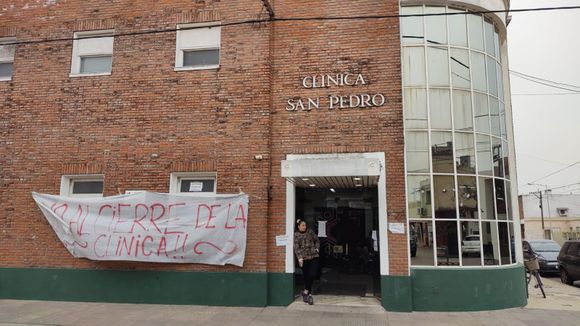 CLINICA
SAN PEDRO
NO AL CIERRE DE LA
CLINICA!!